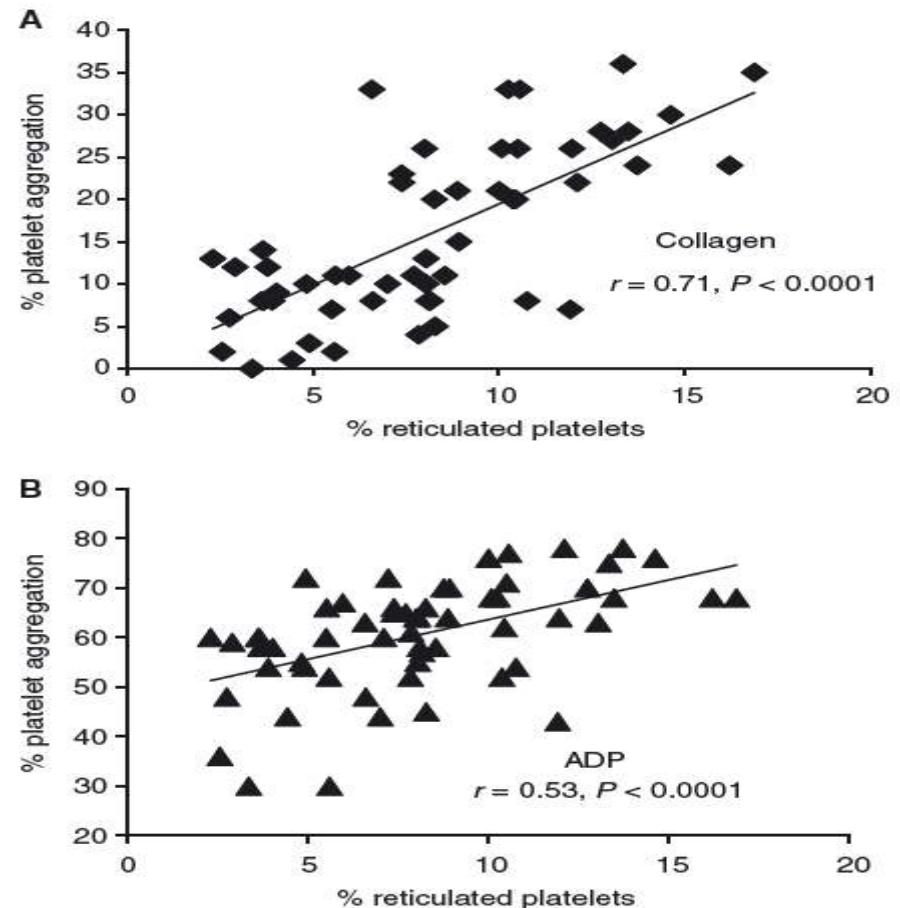 A
% platelet aggregation
40
35
30
25
20
15
10
5
0
Collagen
r = 0.71, P < 0.0001
0 5 10 15 20
% reticulated platelets
B
% platelet aggregation
90
80
70
60
50
40
30
20
ADP
r = 0.53, P < 0.0001
0 5 10 15 20
% reticulated platelets